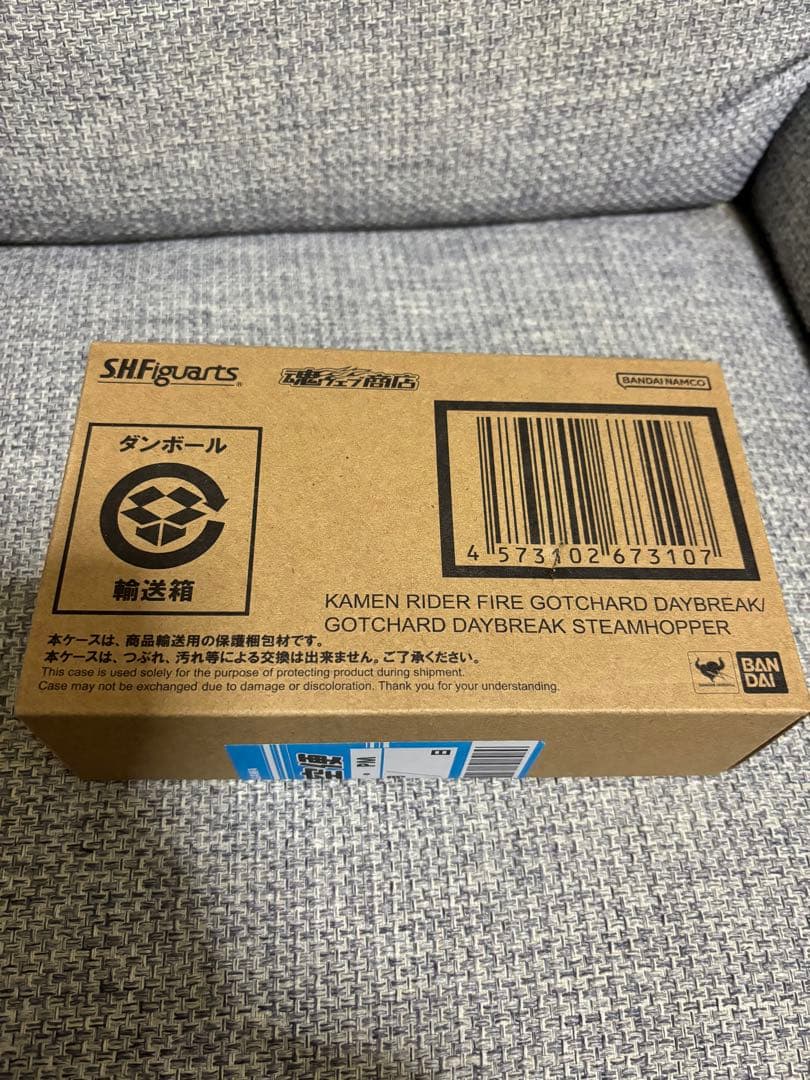 S.H.Figuarts
魂ウェブ商店
BANDAI NAMCO
ダンボール
輸送箱
4 573102 673107
KAMEN RIDER FIRE GOTCHARD DAYBREAK/
GOTCHARD DAYBREAK STEAMHOPPER
本ケースは、商品輸送用の保護梱包材です。
本ケースは、つぶれ、汚れ等による交換は出来ません。ご了承ください。
This case is used solely for the purpose of protecting product during shipment.
Case may not be exchanged due to damage or discoloration. Thank you for your understanding.
BAN
DAI